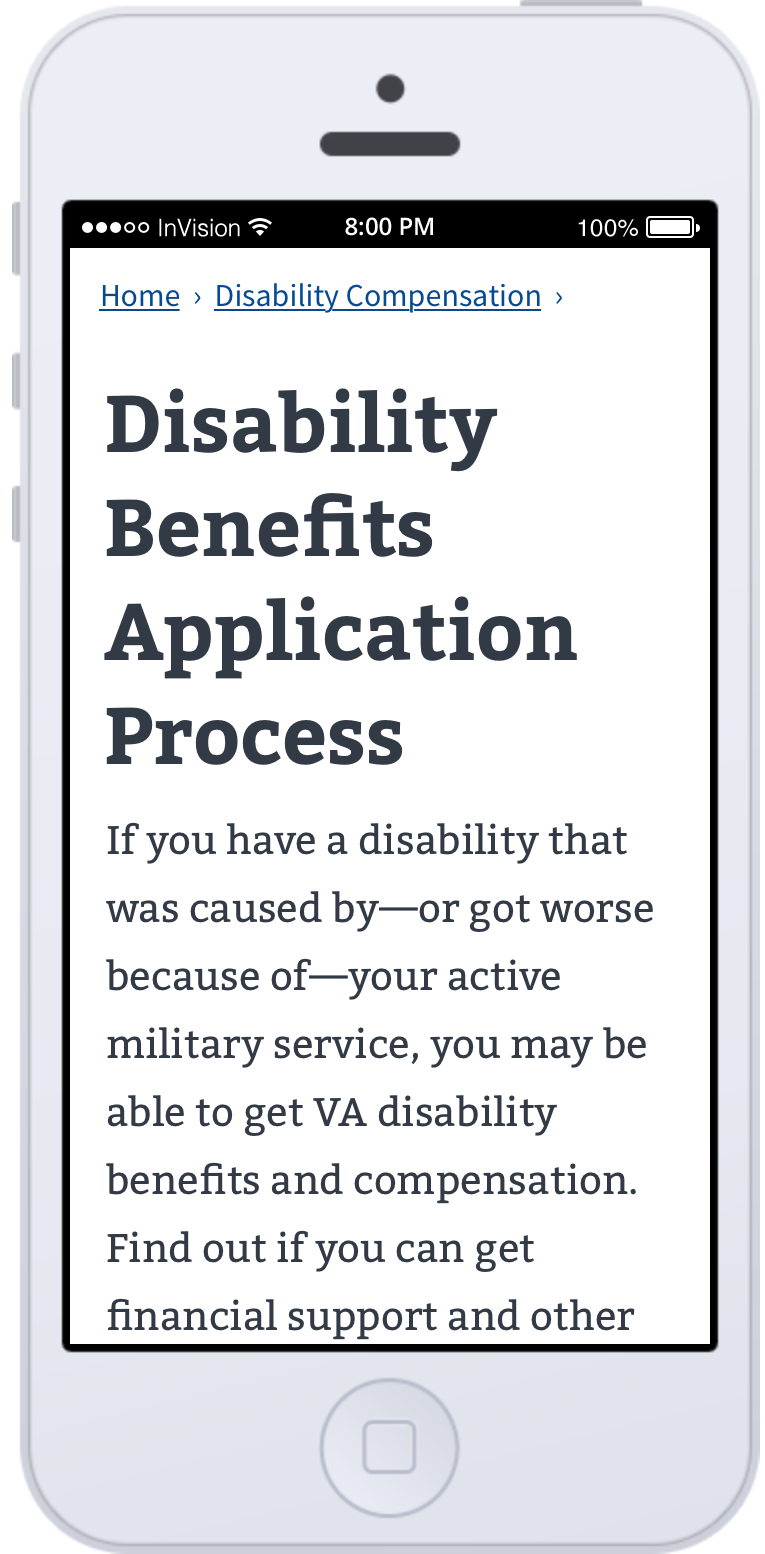 InVision 8:00 PM 100%
Home › Disability Compensation ›
Disability
Benefits
Application
Process
If you have a disability that
was caused by—or got worse
because of—your active
military service, you may be
able to get VA disability
benefits and compensation.
Find out if you can get
financial support and other